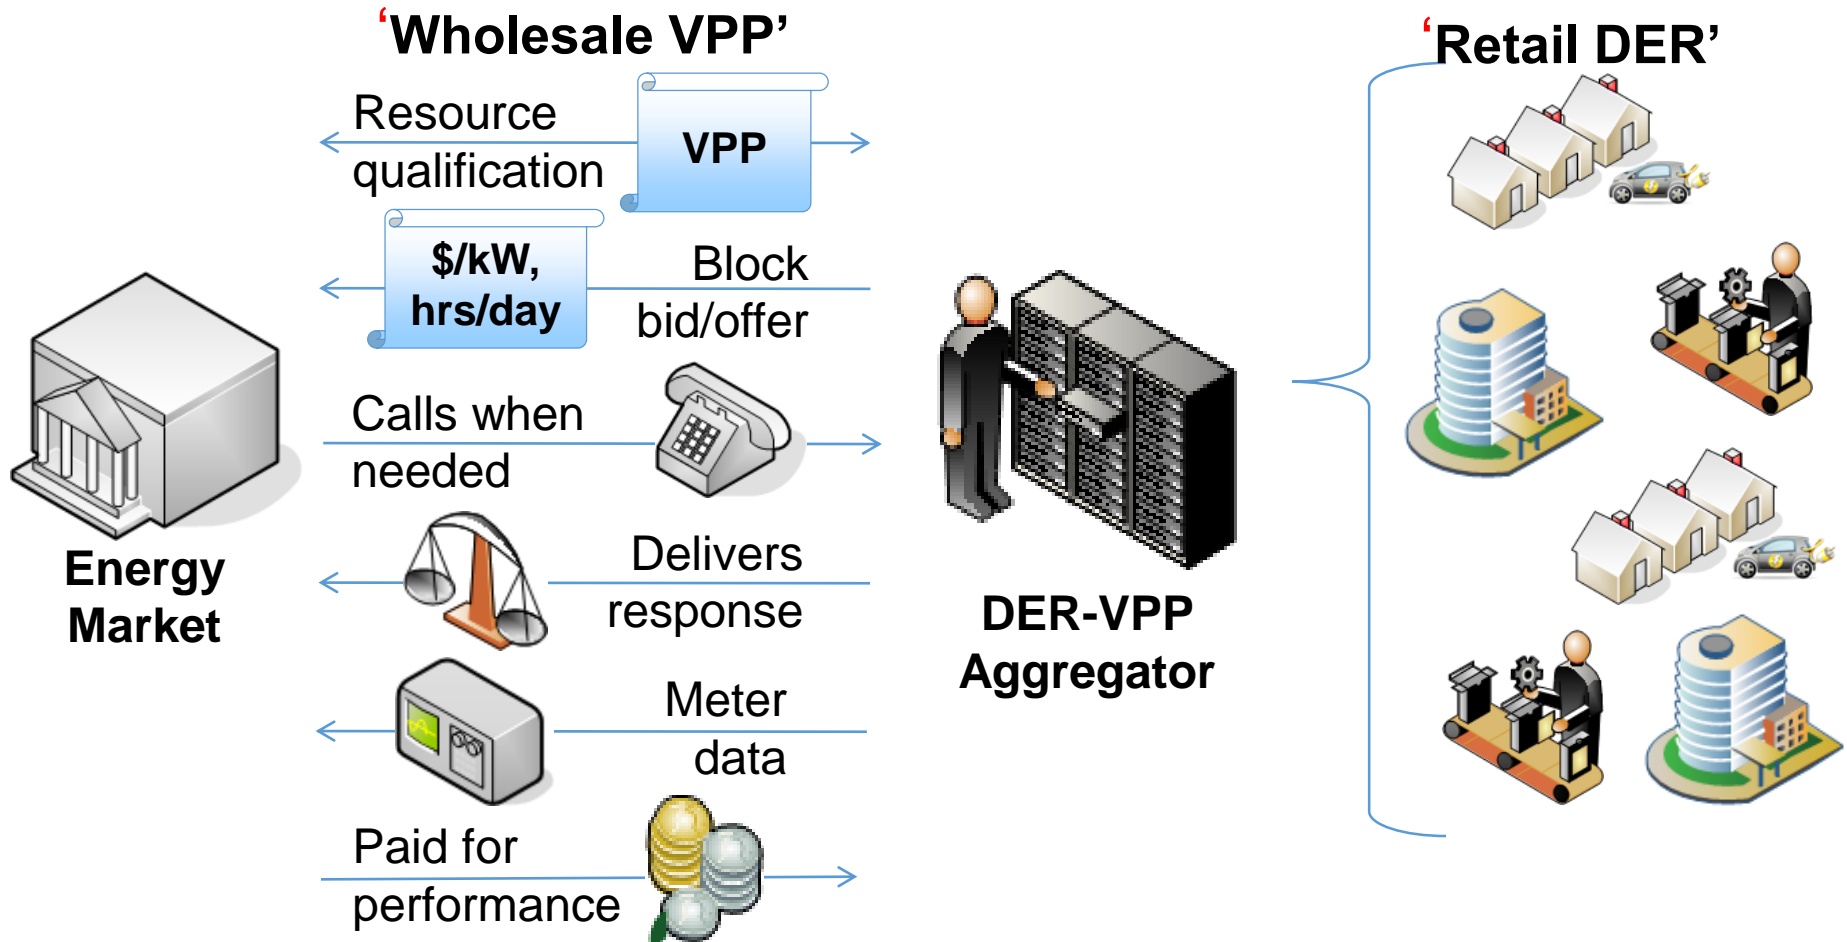 ‘Wholesale VPP’
‘Retail DER’
Resource
qualification
VPP
$/kW,
hrs/day
Block
bid/offer
Calls when
needed
Energy
Market
Delivers
response
DER-VPP
Aggregator
Meter
data
Paid for
performance